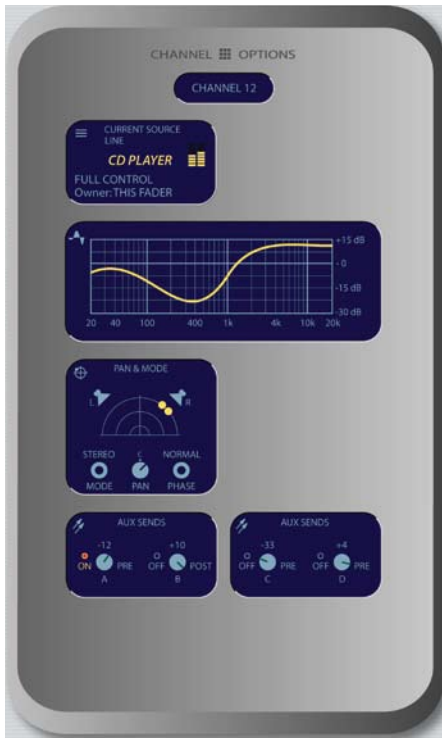 CHANNEL OPTIONS
CHANNEL 12
CURRENT SOURCE
LINE
CD PLAYER
FULL CONTROL
Owner: THIS FADER
+15 dB
- 0
-15 dB
-30 dB
20 40 100 400 1k 4k 10k 20k
PAN & MODE
L R
STEREO C NORMAL
MODE PAN PHASE
AUX SENDS
-12 +10
ON PRE OFF POST
A B
AUX SENDS
-33 +4
OFF PRE OFF PRE
C D